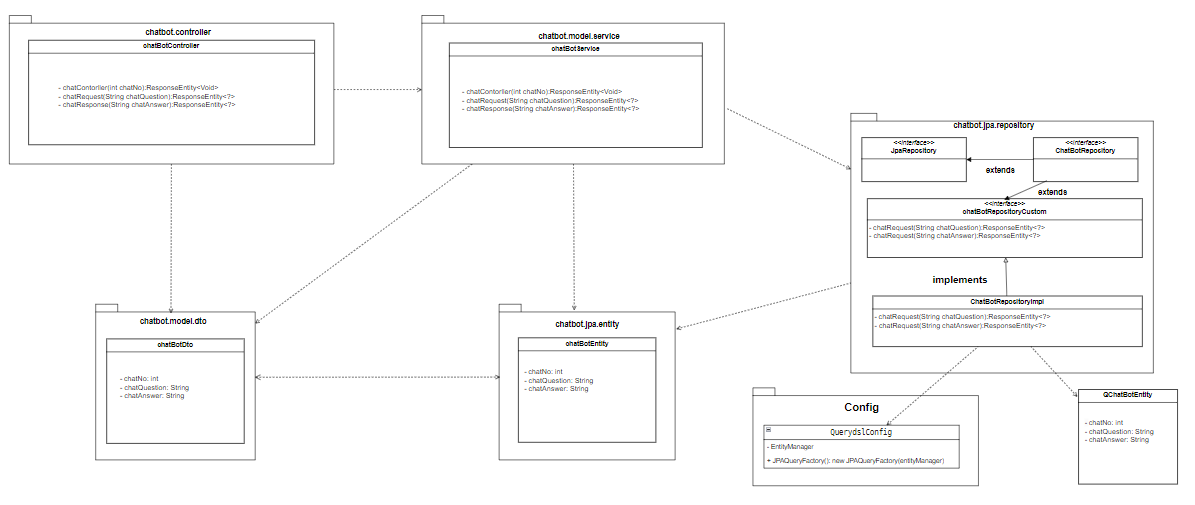 chatbot.controller
chatBotController
- chatContorller(int chatNo):ResponseEntity<Void>
- chatRequest(String chatQuestion):ResponseEntity<?>
- chatResponse(String chatAnswer):ResponseEntity<?>
chatbot.model.service
chatBotService
- chatContorller(int chatNo):ResponseEntity<Void>
- chatRequest(String chatQuestion):ResponseEntity<?>
- chatResponse(String chatAnswer):ResponseEntity<?>
chatbot.jpa.repository
<<interface>>
JpaRepository
<<interface>>
ChatBotRepository
extends
extends
<<interface>>
chatBotRepositoryCustom
- chatRequest(String chatQuestion):ResponseEntity<?>
- chatRequest(String chatAnswer):ResponseEntity<?>
implements
ChatBotRepositoryImpl
- chatRequest(String chatQuestion):ResponseEntity<?>
- chatRequest(String chatAnswer):ResponseEntity<?>
chatbot.model.dto
chatBotDto
- chatNo: int
- chatQuestion: String
- chatAnswer: String
chatbot.jpa.entity
chatBotEntity
- chatNo: int
- chatQuestion: String
- chatAnswer: String
Config
QuerydslConfig
- EntityManager
+ JPAQueryFactory(): new JPAQueryFactory(entityManager)
QChatBotEntity
- chatNo: int
- chatQuestion: String
- chatAnswer: String